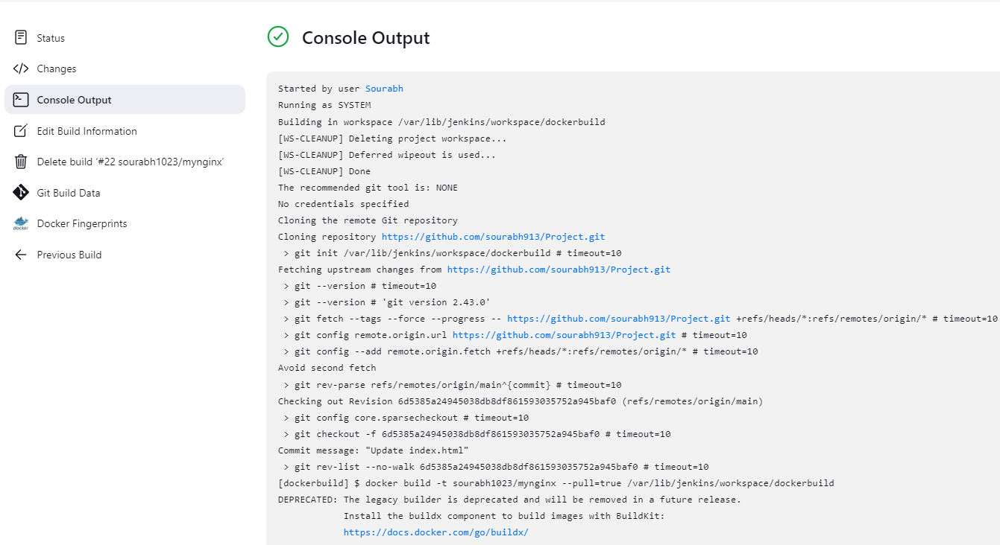 Status
Changes
Console Output
Edit Build Information
Delete build ‘#22 sourabh1023/mynginx’
Git Build Data
docker
Docker Fingerprints
Previous Build
Console Output
Started by user Sourabh
Running as SYSTEM
Building in workspace /var/lib/jenkins/workspace/dockerbuild
[WS-CLEANUP] Deleting project workspace...
[WS-CLEANUP] Deferred wipeout is used...
[WS-CLEANUP] Done
The recommended git tool is: NONE
No credentials specified
Cloning the remote Git repository
Cloning repository https://github.com/sourabh913/Project.git
 > git init /var/lib/jenkins/workspace/dockerbuild # timeout=10
Fetching upstream changes from https://github.com/sourabh913/Project.git
 > git --version # timeout=10
 > git --version # 'git version 2.43.0'
 > git fetch --tags --force --progress -- https://github.com/sourabh913/Project.git +refs/heads/*:refs/remotes/origin/* # timeout=10
 > git config remote.origin.url https://github.com/sourabh913/Project.git # timeout=10
 > git config --add remote.origin.fetch +refs/heads/*:refs/remotes/origin/* # timeout=10
Avoid second fetch
 > git rev-parse refs/remotes/origin/main^{commit} # timeout=10
Checking out Revision 6d5385a24945038db8df861593035752a945baf0 (refs/remotes/origin/main)
 > git config core.sparsecheckout # timeout=10
 > git checkout -f 6d5385a24945038db8df861593035752a945baf0 # timeout=10
Commit message: "Update index.html"
 > git rev-list --no-walk 6d5385a24945038db8df861593035752a945baf0 # timeout=10
[dockerbuild] $ docker build -t sourabh1023/mynginx --pull=true /var/lib/jenkins/workspace/dockerbuild
DEPRECATED: The legacy builder is deprecated and will be removed in a future release.
            Install the buildx component to build images with BuildKit:
            https://docs.docker.com/go/buildx/